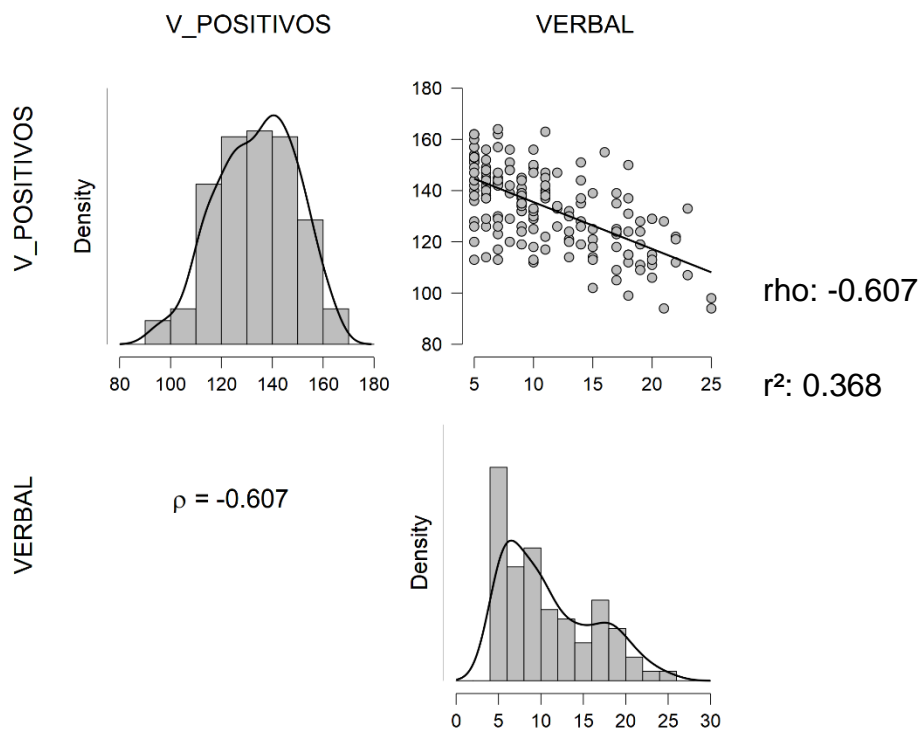 V_POSITIVOS
VERBAL
V_POSITIVOS
Density
80 100 120 140 160 180
180
160
140
120
100
80
5 10 15 20 25
rho: -0.607
r²: 0.368
VERBAL
ρ = -0.607
Density
0 5 10 15 20 25 30